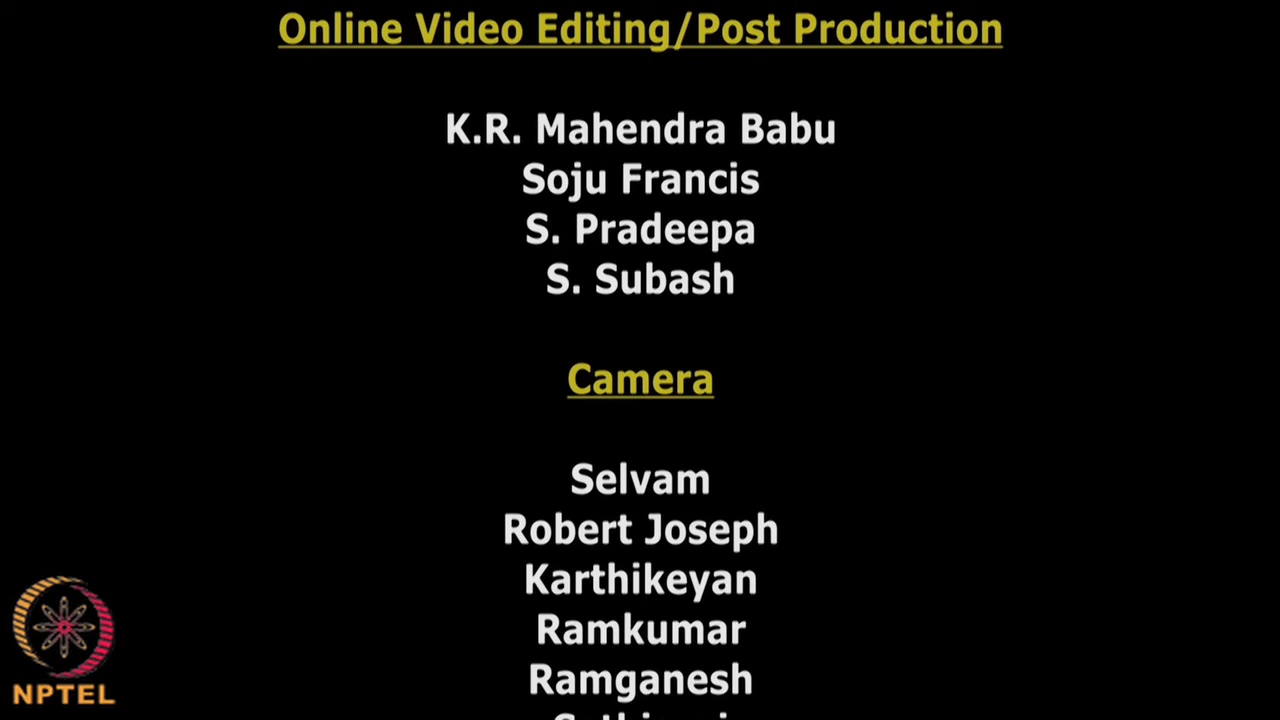 Online Video Editing/Post Production
K.R. Mahendra Babu
Soju Francis
S. Pradeepa
S. Subash
Camera
Selvam
Robert Joseph
Karthikeyan
Ramkumar
Ramganesh
NPTEL